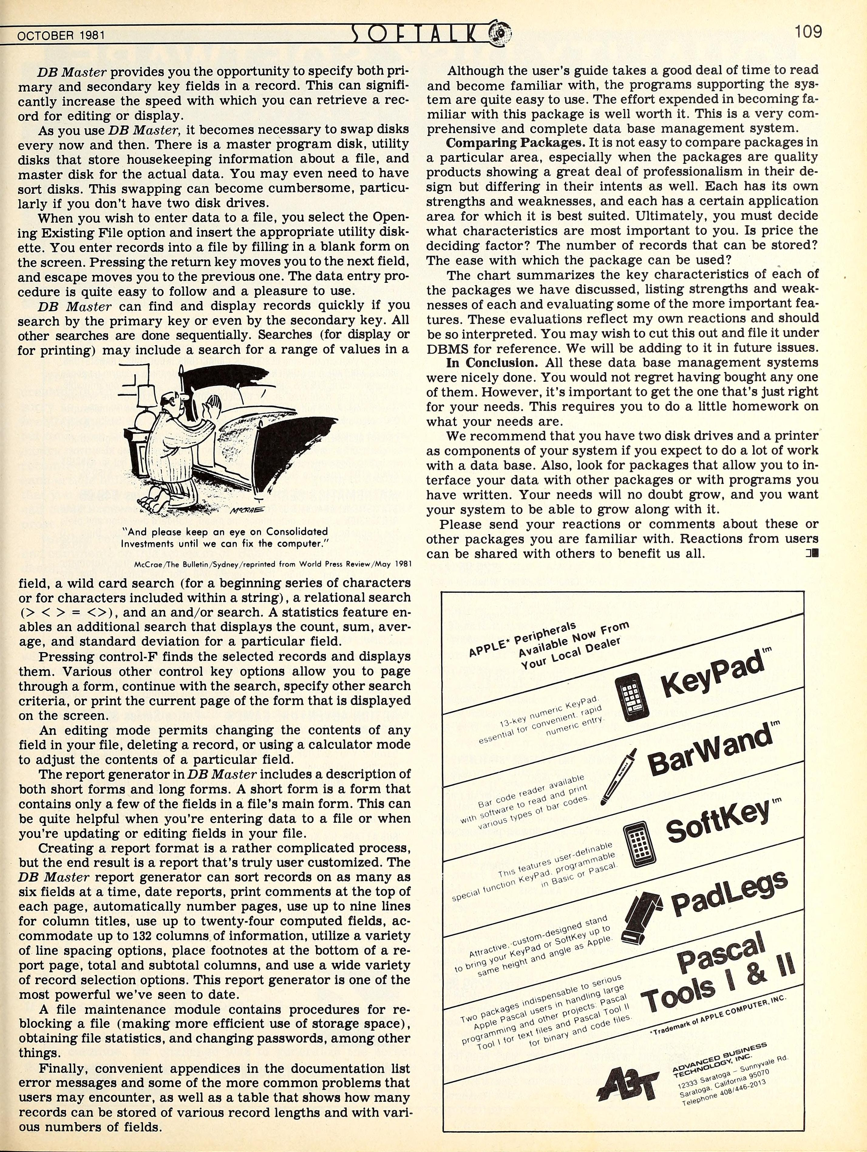 OCTOBER 1981
SOFTALK
109
DB Master provides you the opportunity to specify both pri-
mary and secondary key fields in a record. This can signifi-
cantly increase the speed with which you can retrieve a rec-
ord for editing or display.
As you use DB Master, it becomes necessary to swap disks
every now and then. There is a master program disk, utility
disks that store housekeeping information about a file, and
master disk for the actual data. You may even need to have
sort disks. This swapping can become cumbersome, particu-
larly if you don't have two disk drives.
When you wish to enter data to a file, you select the Open-
ing Existing File option and insert the appropriate utility disk-
ette. You enter records into a file by filling in a blank form on
the screen. Pressing the return key moves you to the next field,
and escape moves you to the previous one. The data entry pro-
cedure is quite easy to follow and a pleasure to use.
DB Master can find and display records quickly if you
search by the primary key or even by the secondary key. All
other searches are done sequentially. Searches (for display or
for printing) may include a search for a range of values in a
McCRAE
"And please keep an eye on Consolidated
Investments until we can fix the computer."
McCrae/The Bulletin/Sydney/reprinted from World Press Review/May 1981
field, a wild card search (for a beginning series of characters
or for characters included within a string), a relational search
(> < > = <>), and an and/or search. A statistics feature en-
ables an additional search that displays the count, sum, aver-
age, and standard deviation for a particular field.
Pressing control-F finds the selected records and displays
them. Various other control key options allow you to page
through a form, continue with the search, specify other search
criteria, or print the current page of the form that is displayed
on the screen.
An editing mode permits changing the contents of any
field in your file, deleting a record, or using a calculator mode
to adjust the contents of a particular field.
The report generator in DB Master includes a description of
both short forms and long forms. A short form is a form that
contains only a few of the fields in a file's main form. This can
be quite helpful when you're entering data to a file or when
you're updating or editing fields in your file.
Creating a report format is a rather complicated process,
but the end result is a report that's truly user customized. The
DB Master report generator can sort records on as many as
six fields at a time, date reports, print comments at the top of
each page, automatically number pages, use up to nine lines
for column titles, use up to twenty-four computed fields, ac-
commodate up to 132 columns of information, utilize a variety
of line spacing options, place footnotes at the bottom of a re-
port page, total and subtotal columns, and use a wide variety
of record selection options. This report generator is one of the
most powerful we've seen to date.
A file maintenance module contains procedures for re-
blocking a file (making more efficient use of storage space),
obtaining file statistics, and changing passwords, among other
things.
Finally, convenient appendices in the documentation list
error messages and some of the more common problems that
users may encounter, as well as a table that shows how many
records can be stored of various record lengths and with vari-
ous numbers of fields.
Although the user's guide takes a good deal of time to read
and become familiar with, the programs supporting the sys-
tem are quite easy to use. The effort expended in becoming fa-
miliar with this package is well worth it. This is a very com-
prehensive and complete data base management system.
Comparing Packages. It is not easy to compare packages in
a particular area, especially when the packages are quality
products showing a great deal of professionalism in their de-
sign but differing in their intents as well. Each has its own
strengths and weaknesses, and each has a certain application
area for which it is best suited. Ultimately, you must decide
what characteristics are most important to you. Is price the
deciding factor? The number of records that can be stored?
The ease with which the package can be used?
The chart summarizes the key characteristics of each of
the packages we have discussed, listing strengths and weak-
nesses of each and evaluating some of the more important fea-
tures. These evaluations reflect my own reactions and should
be so interpreted. You may wish to cut this out and file it under
DBMS for reference. We will be adding to it in future issues.
In Conclusion. All these data base management systems
were nicely done. You would not regret having bought any one
of them. However, it's important to get the one that's just right
for your needs. This requires you to do a little homework on
what your needs are.
We recommend that you have two disk drives and a printer
as components of your system if you expect to do a lot of work
with a data base. Also, look for packages that allow you to in-
terface your data with other packages or with programs you
have written. Your needs will no doubt grow, and you want
your system to be able to grow along with it.
Please send your reactions or comments about these or
other packages you are familiar with. Reactions from users
can be shared with others to benefit us all.
APPLE* Peripherals
Available Now From
Your Local Dealer
13-key numeric KeyPad,
essential for convenient, rapid
numeric entry.
KeyPad™
Bar code reader available
with software to read and print
various types of bar codes.
BarWand™
This features user-definable
special function KeyPad, programmable
in Basic or Pascal.
SoftKey™
Attractive, custom-designed stand
to bring your KeyPad or SoftKey up to
same height and angle as Apple.
PadLegs
Two packages indispensable to serious
Apple Pascal users in handling large
programming and other projects: Pascal
Tool I for text files and Pascal Tool II
for binary and code files.
Pascal
Tools I & II
*Trademark of APPLE COMPUTER, INC.
ABT
ADVANCED BUSINESS
TECHNOLOGY, INC.
12333 Saratoga – Sunnyvale Rd.
Saratoga, California 95070
Telephone 408/446-2013